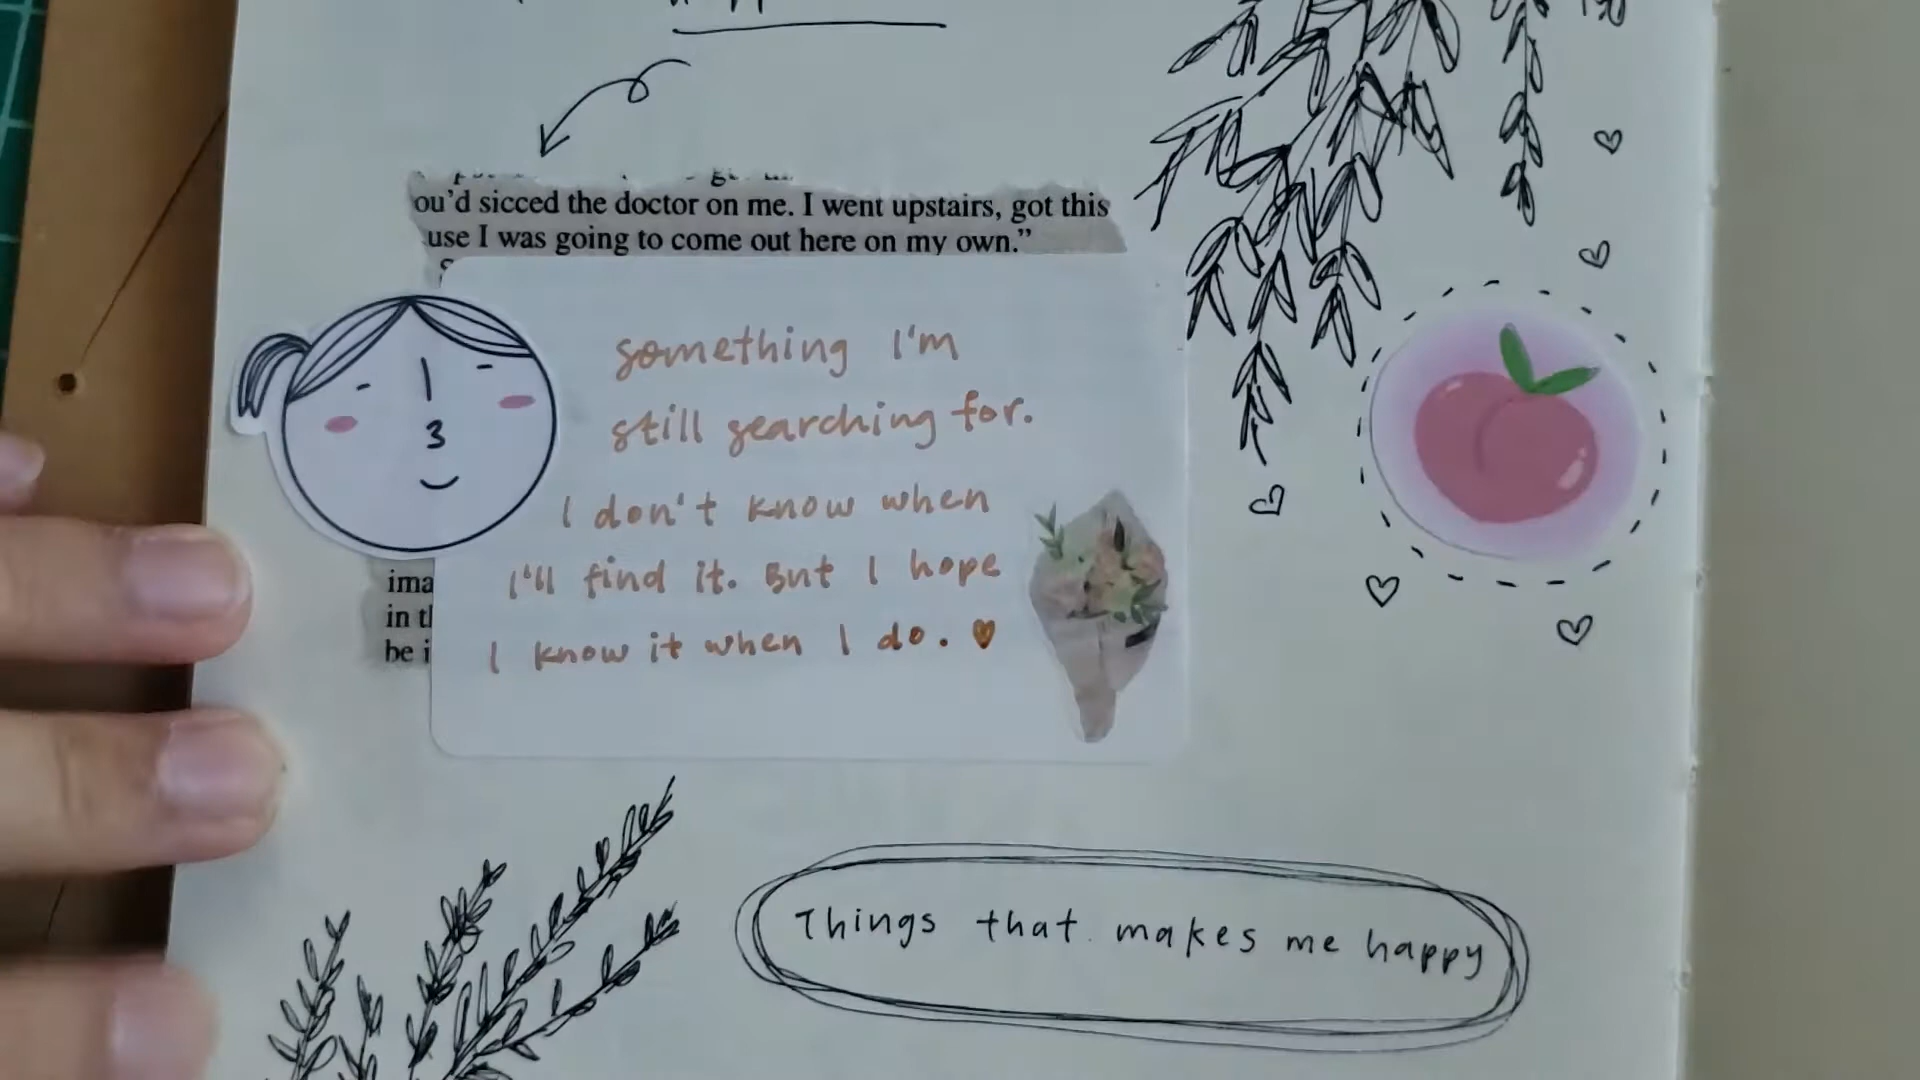 ou'd sicced the doctor on me. I went upstairs, got this
use I was going to come out here on my own.”
something I'm
still searching for.
I don't know when
I'll find it. But I hope
I know it when I do.
ima
in t
be i
Things that makes me happy